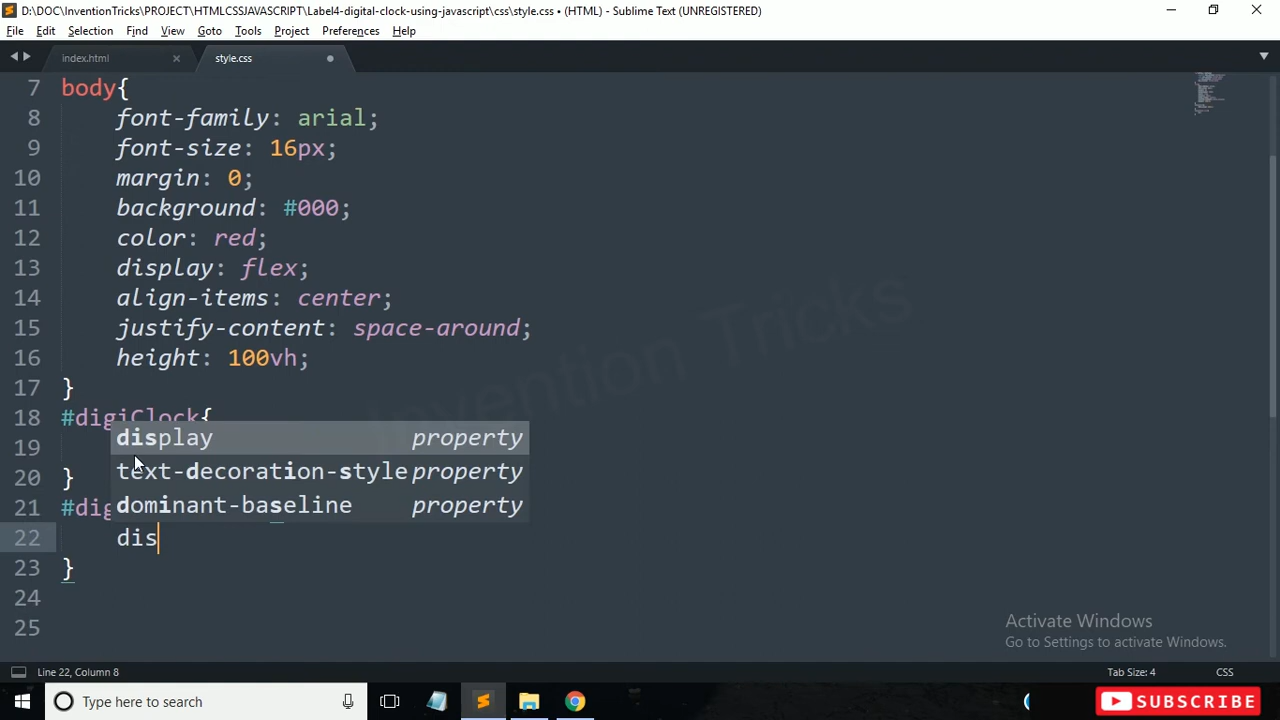 D:\DOC\InventionTricks\PROJECT\HTMLCSSJAVASCRIPT\Label4-digital-clock-using-javascript\css\style.css • (HTML) - Sublime Text (UNREGISTERED)
File Edit Selection Find View Goto Tools Project Preferences Help
index.html style.css
7 body{
8 font-family: arial;
9 font-size: 16px;
10 margin: 0;
11 background: #000;
12 color: red;
13 display: flex;
14 align-items: center;
15 justify-content: space-around;
16 height: 100vh;
17 }
18 #digiClock{
display property
19
text-decoration-style property
20 }
dominant-baseline property
21 #dig
22 dis
23 }
24
25
Invention Tricks
Activate Windows
Go to Settings to activate Windows.
Line 22, Column 8 Tab Size: 4 CSS
Type here to search
SUBSCRIBE